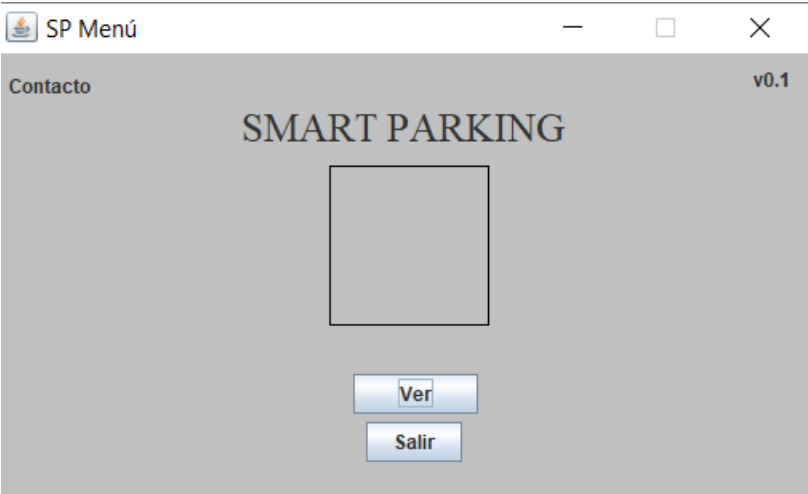 SP Menú
Contacto
v0.1
SMART PARKING
Ver
Salir